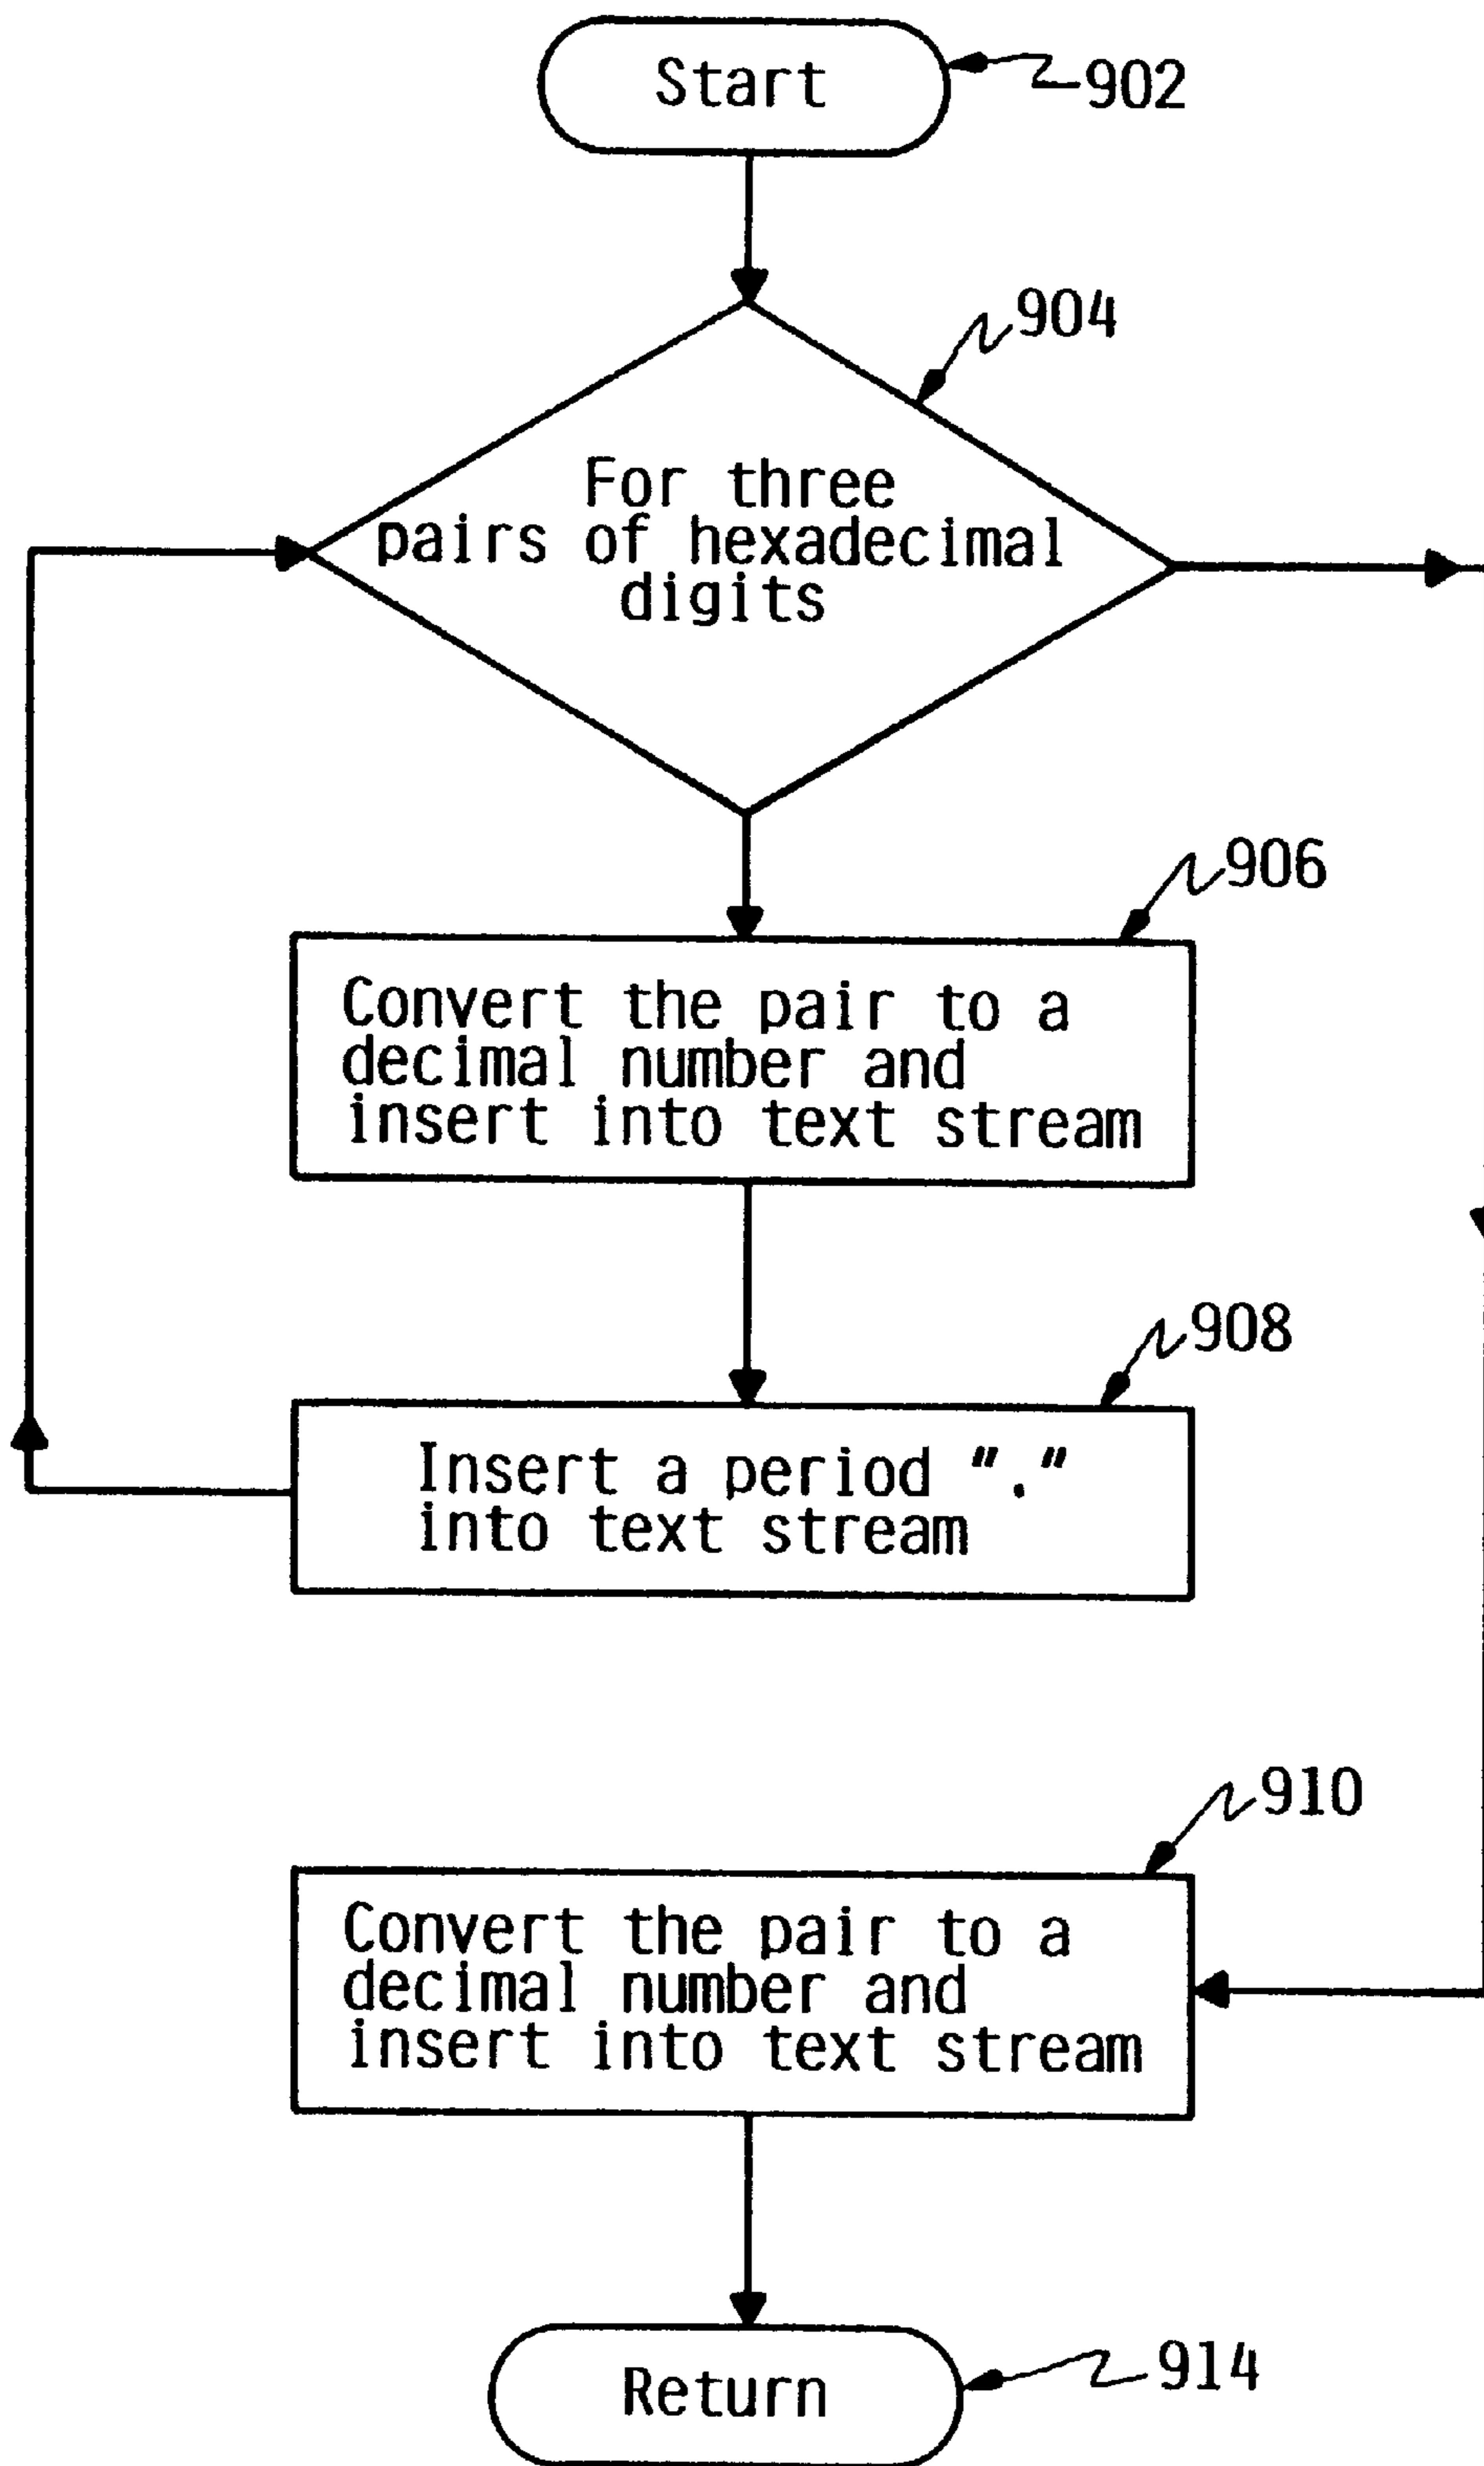 Start
902
904
For three
pairs of hexadecimal
digits
906
Convert the pair to a
decimal number and
insert into text stream
908
Insert a period "."
into text stream
910
Convert the pair to a
decimal number and
insert into text stream
Return
914